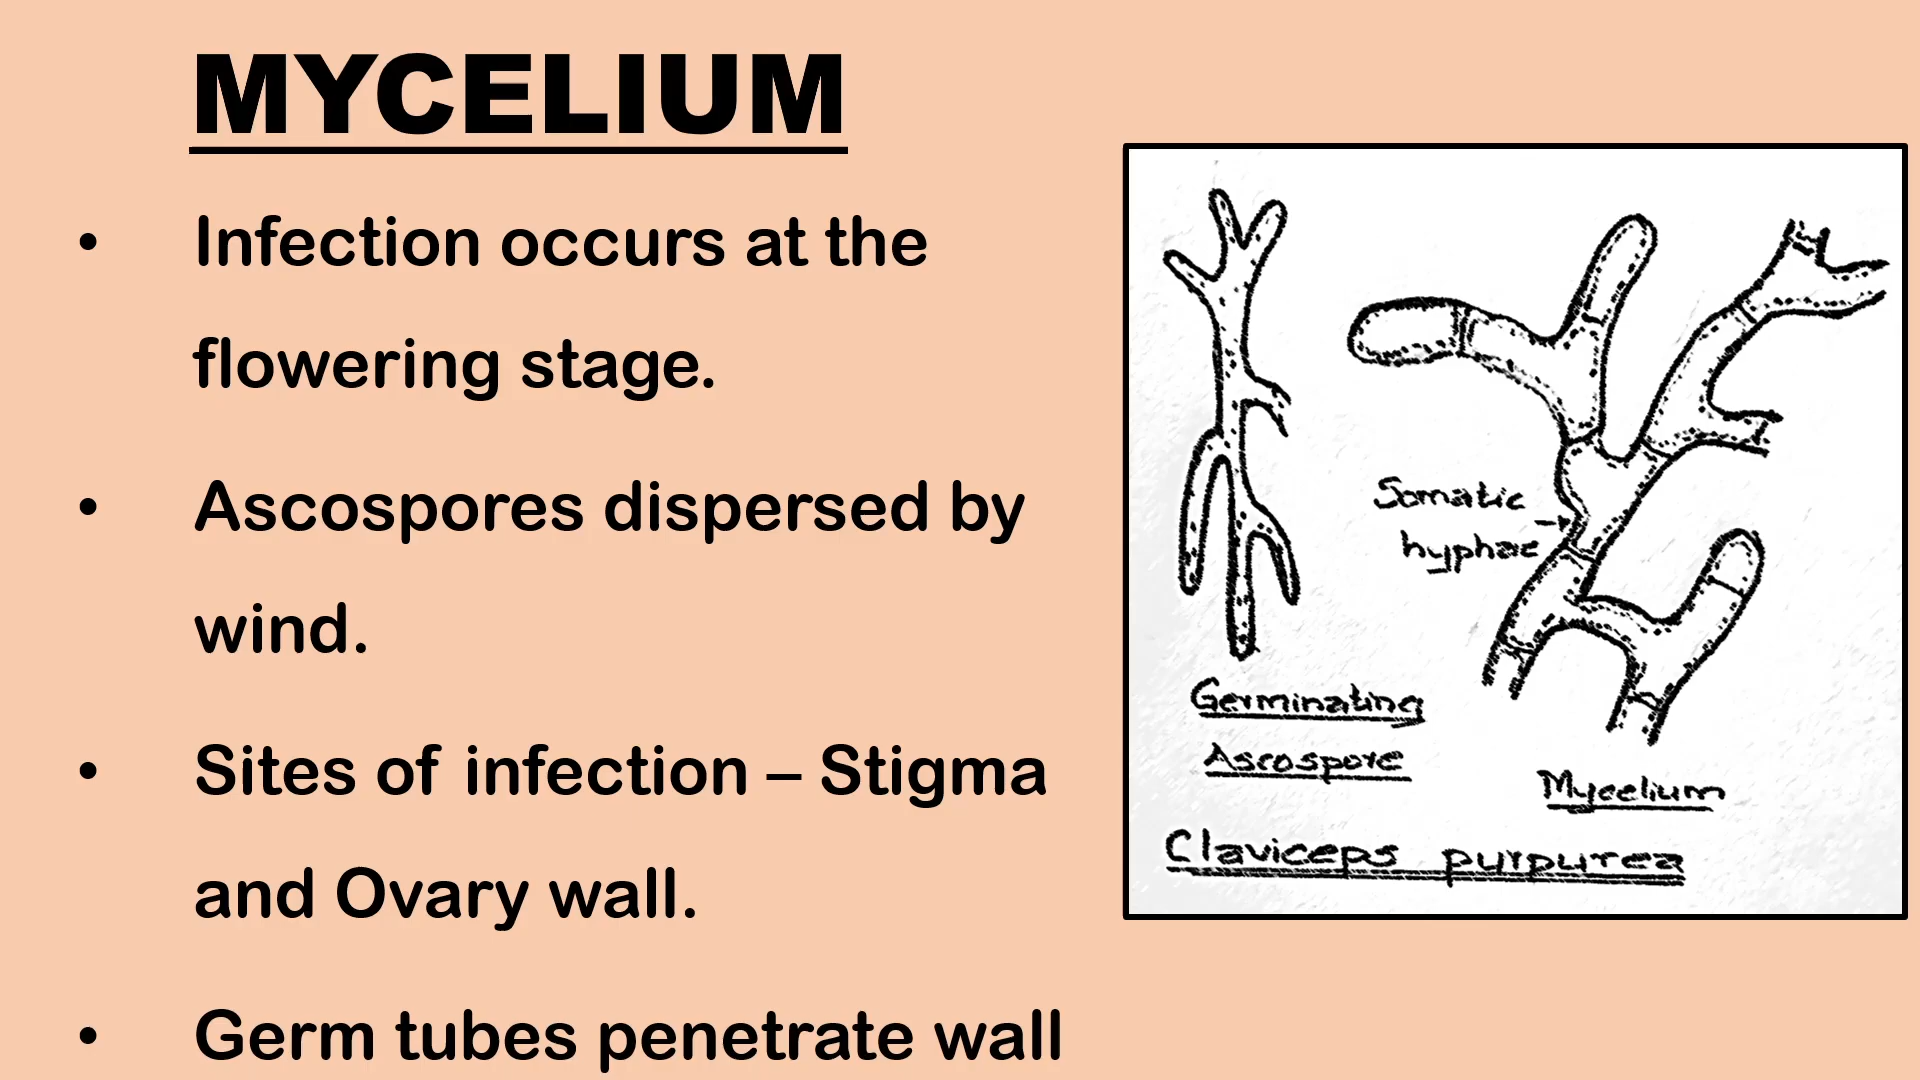 MYCELIUM
• Infection occurs at the
flowering stage.
• Ascospores dispersed by
wind.
• Sites of infection – Stigma
and Ovary wall.
• Germ tubes penetrate wall
Somatic
hyphae
Germinating
Ascospore
Mycelium
Claviceps purpurea